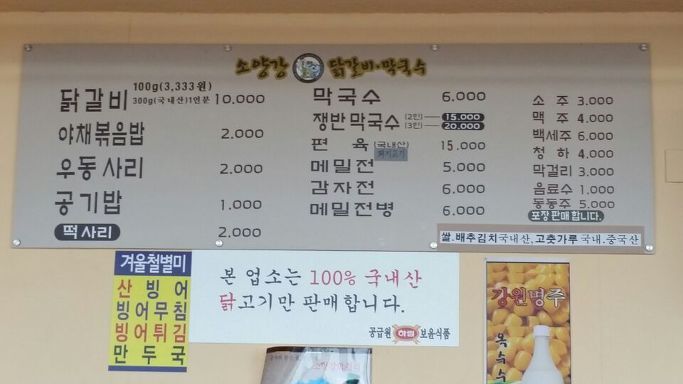 소양강 닭갈비·막국수
닭갈비 100g(3,333원) 300g(국내산)1인분 10,000
야채볶음밥 2,000
우동사리 2,000
공기밥 1,000
떡사리 2,000
막국수 6,000
쟁반막국수 (2인) 15,000
(3인) 20,000
편육 (국내산) 돼지고기 15,000
메밀전 5,000
감자전 6,000
메밀전병 6,000
소주 3,000
맥주 4,000
백세주 6,000
청하 4,000
막걸리 3,000
음료수 1,000
동동주 5,000
포장판매합니다.
쌀.배추김치국내산,고춧가루 국내.중국산
겨울철별미
산빙어
빙어무침
빙어튀김
만두국
본 업소는 100% 국내산
닭고기만 판매합니다.
공급원 하림 보윤식품
강원명주
옥수수